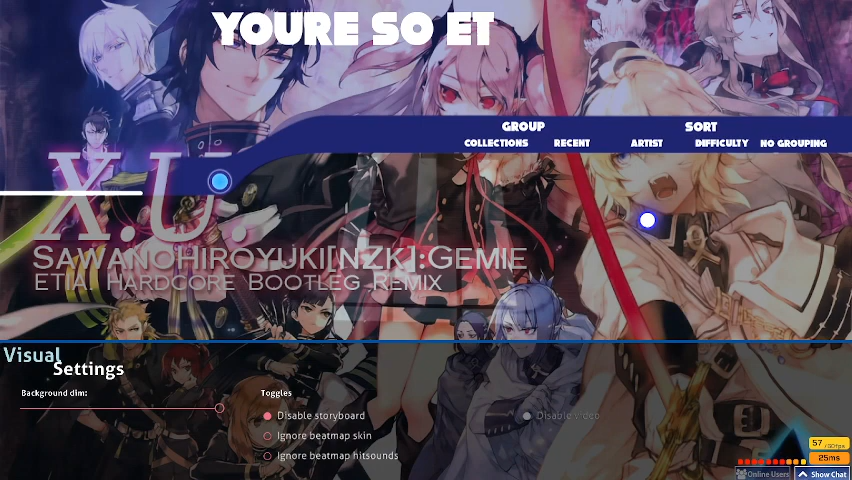 YOURE SO ET
GROUP
SORT
COLLECTIONS
RECENT
ARTIST
DIFFICULTY
NO GROUPING
X.U.
SawanoHiroyuki[nZk]:Gemie
ETIA. Hardcore Bootleg Remix
Visual
Settings
Background dim:
Toggles
Disable storyboard
Disable video
Ignore beatmap skin
Ignore beatmap hitsounds
57 / 60fps
25ms
Online Users
Show Chat